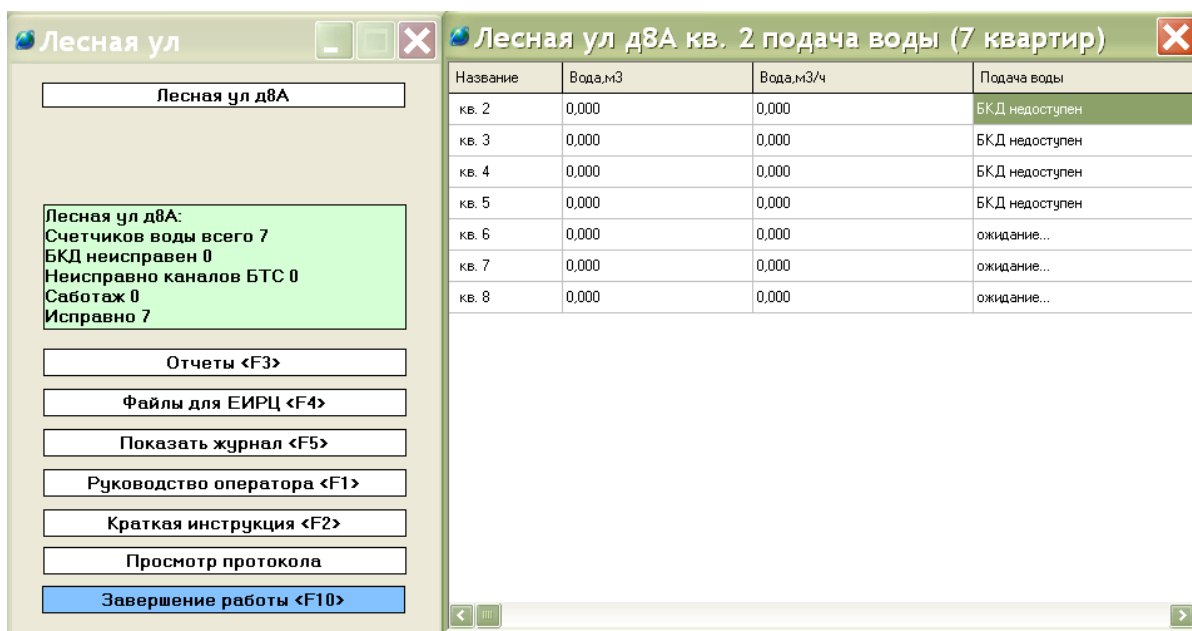 Лесная ул
Лесная ул д8А
Лесная ул д8А:
Счетчиков воды всего 7
БКД неисправен 0
Неисправно каналов БТС 0
Саботаж 0
Исправно 7
Отчеты <F3>
Файлы для ЕИРЦ <F4>
Показать журнал <F5>
Руководство оператора <F1>
Краткая инструкция <F2>
Просмотр протокола
Завершение работы <F10>
Лесная ул д8А кв. 2 подача воды (7 квартир)
Название Вода,м3 Вода,м3/ч Подача воды
кв. 2 0,000 0,000 БКД недоступен
кв. 3 0,000 0,000 БКД недоступен
кв. 4 0,000 0,000 БКД недоступен
кв. 5 0,000 0,000 БКД недоступен
кв. 6 0,000 0,000 ожидание...
кв. 7 0,000 0,000 ожидание...
кв. 8 0,000 0,000 ожидание...